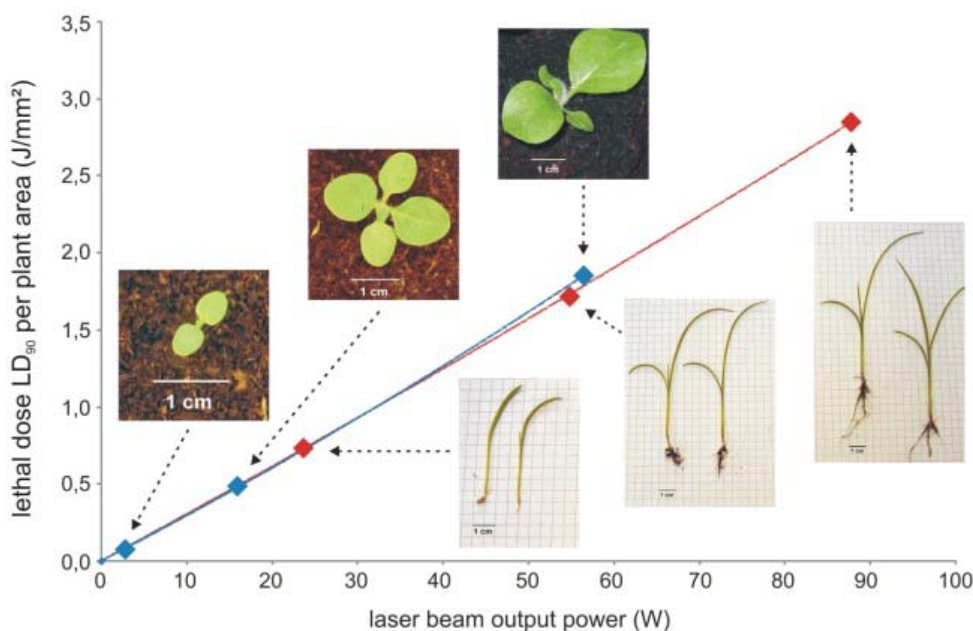 lethal dose LD₉₀ per plant area (J/mm²)
3,5
3,0
2,5
2,0
1,5
1,0
0,5
0,0
1 cm
1 cm
1 cm
1 cm
1 cm
1 cm
0 10 20 30 40 50 60 70 80 90 100
laser beam output power (W)